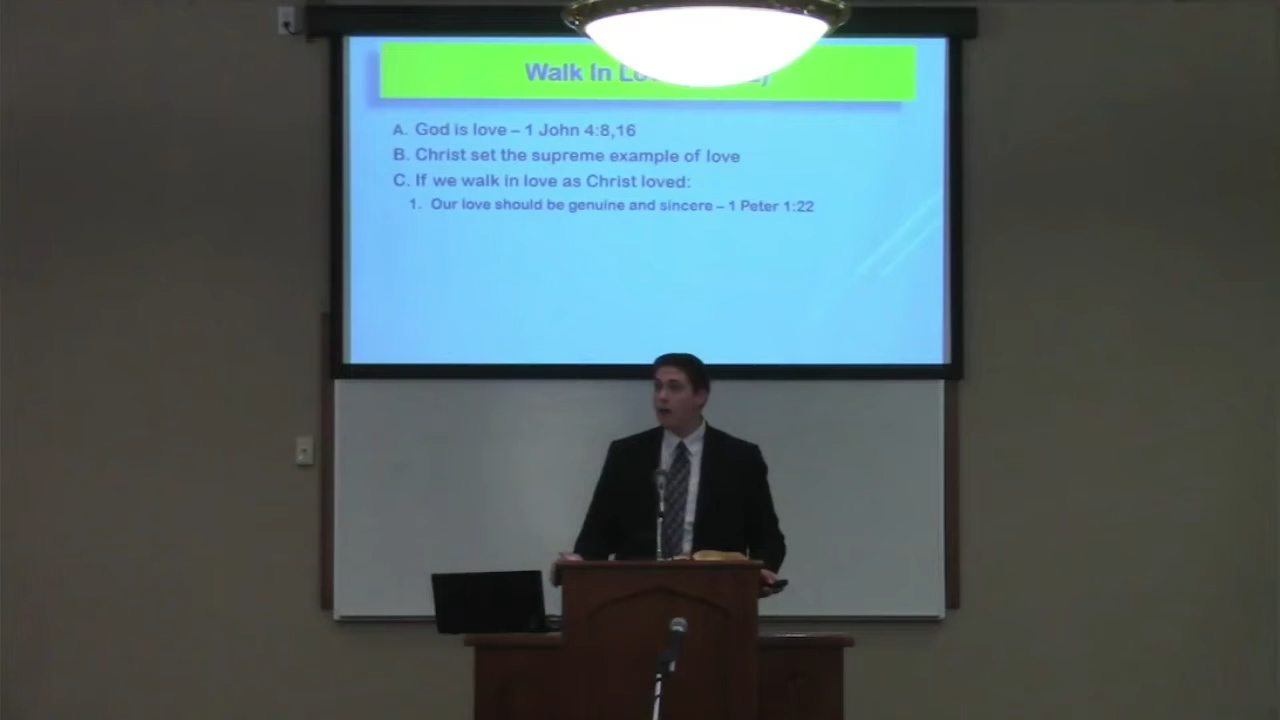 Walk In
A. God is love – 1 John 4:8,16
B. Christ set the supreme example of love
C. If we walk in love as Christ loved:
1. Our love should be genuine and sincere – 1 Peter 1:22